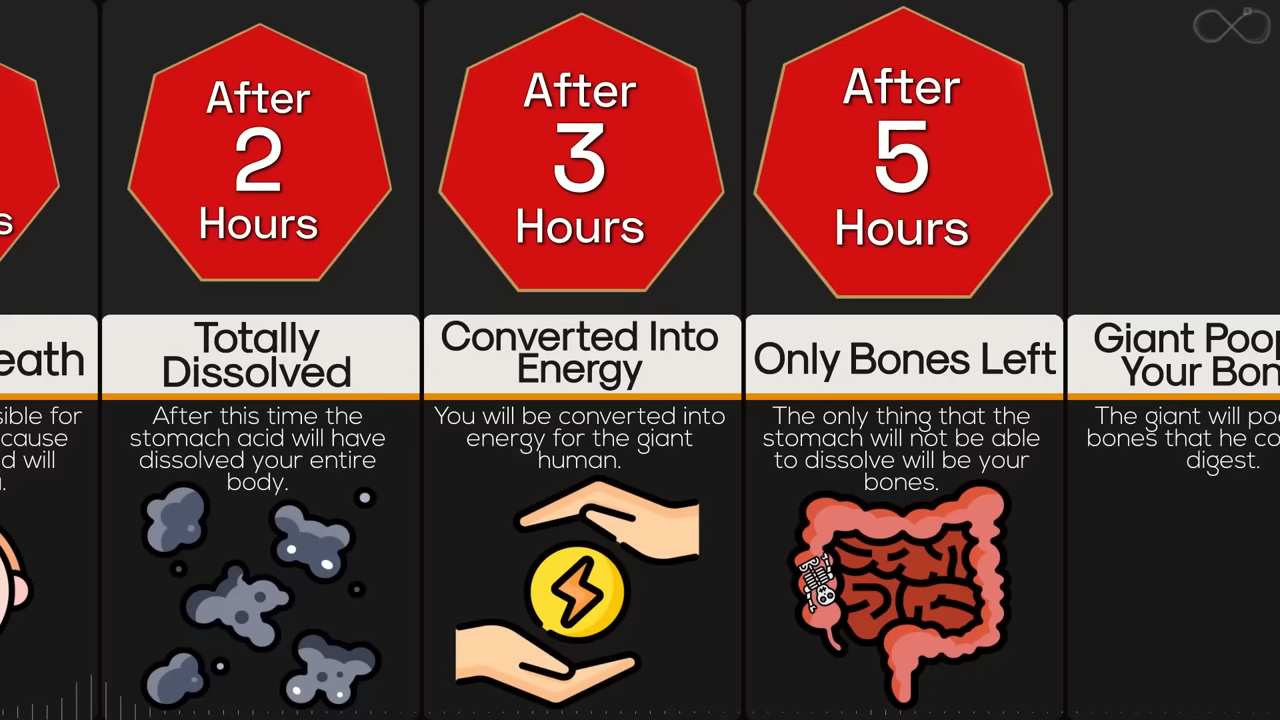 s
eath
sible for
cause
d will
.
After
2
Hours
Totally
Dissolved
After this time the
stomach acid will have
dissolved your entire
body.
After
3
Hours
Converted Into
Energy
You will be converted into
energy for the giant
human.
After
5
Hours
Only Bones Left
The only thing that the
stomach will not be able
to dissolve will be your
bones.
Giant Poop
Your Bon
The giant will po
bones that he co
digest.